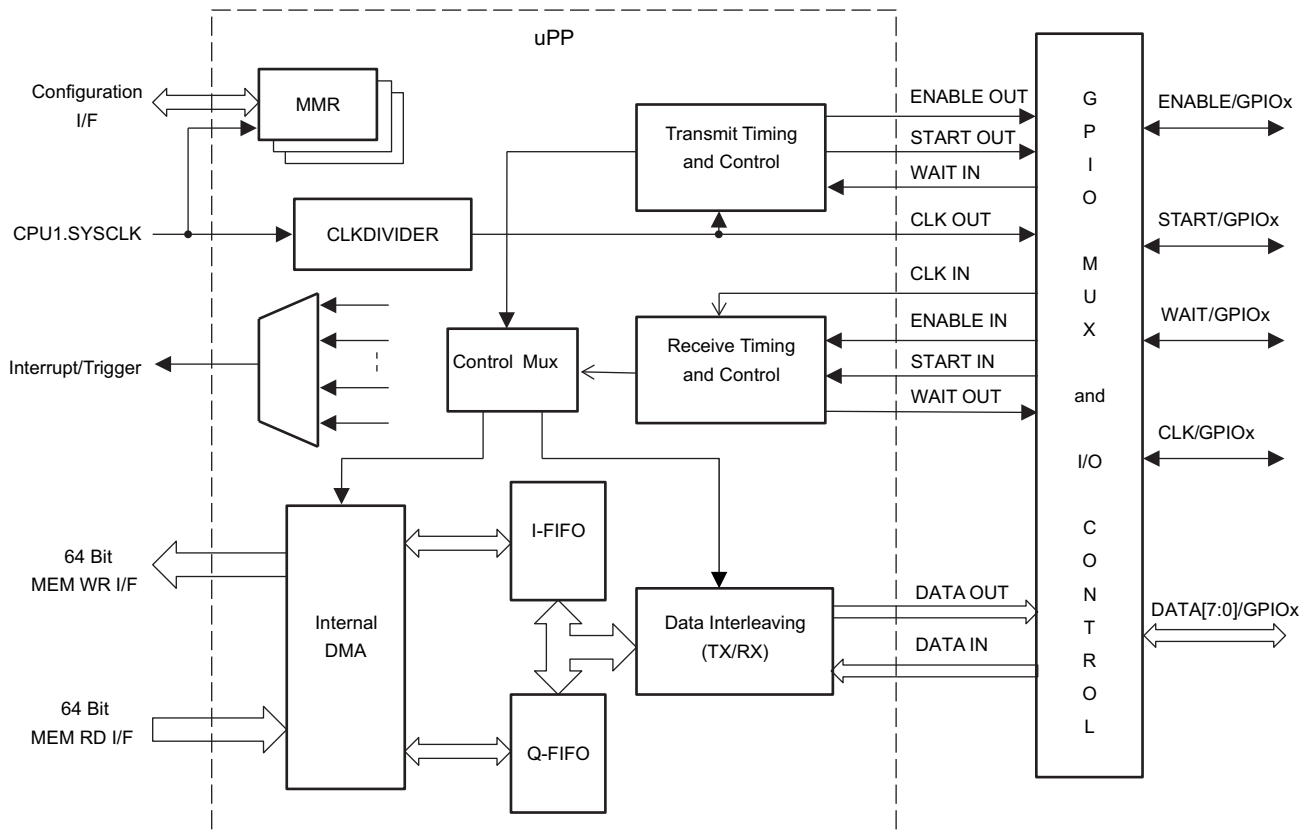 uPP
Configuration
I/F
MMR
CPU1.SYSCLK
CLKDIVIDER
Transmit Timing
and Control
ENABLE OUT
START OUT
WAIT IN
CLK OUT
CLK IN
ENABLE IN
START IN
WAIT OUT
Receive Timing
and Control
Control Mux
Interrupt/Trigger
64 Bit
MEM WR I/F
64 Bit
MEM RD I/F
Internal
DMA
I-FIFO
Q-FIFO
Data Interleaving
(TX/RX)
DATA OUT
DATA IN
G
P
I
O
M
U
X
and
I/O
C
O
N
T
R
O
L
ENABLE/GPIOx
START/GPIOx
WAIT/GPIOx
CLK/GPIOx
DATA[7:0]/GPIOx